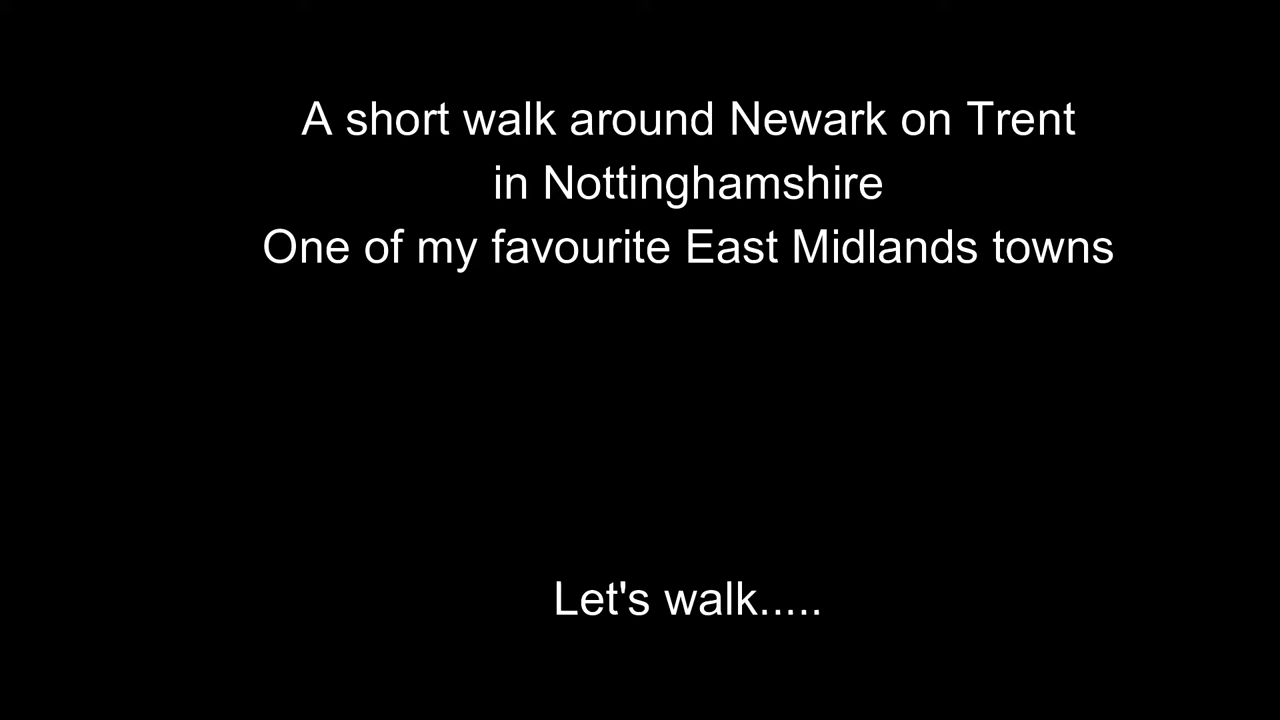 A short walk around Newark on Trent
in Nottinghamshire
One of my favourite East Midlands towns
Let's walk.....